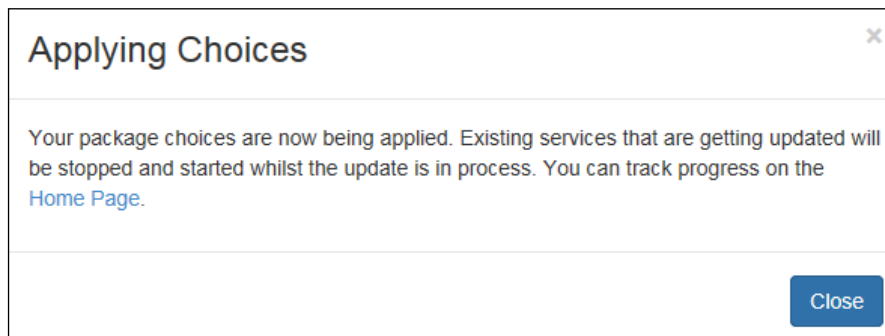 Applying Choices
×
Your package choices are now being applied. Existing services that are getting updated will
be stopped and started whilst the update is in process. You can track progress on the
Home Page.
Close